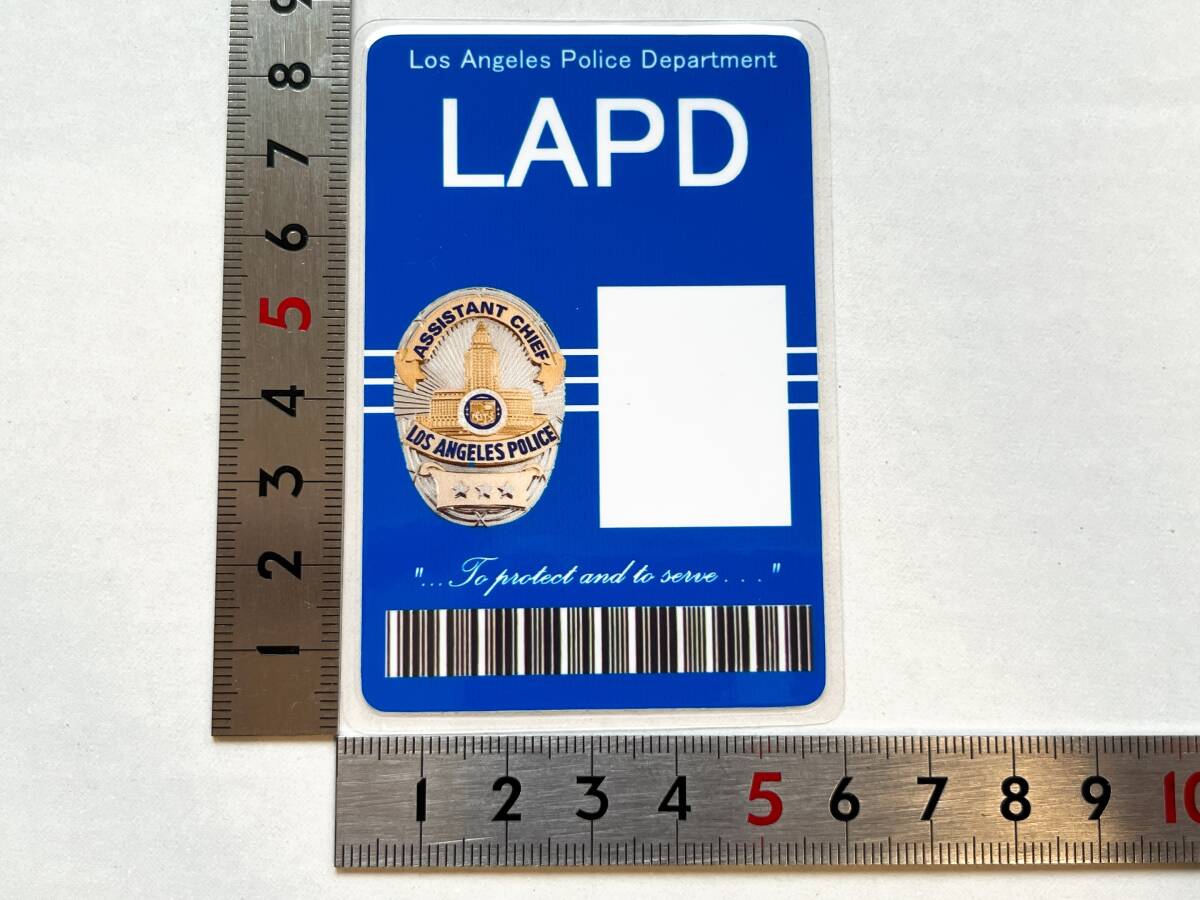 Los Angeles Police Department
LAPD
ASSISTANT CHIEF
LOS ANGELES POLICE
"...To protect and to serve . . . "
9
8
7
6
5
4
3
2
1
1 2 3 4 5 6 7 8 9 10